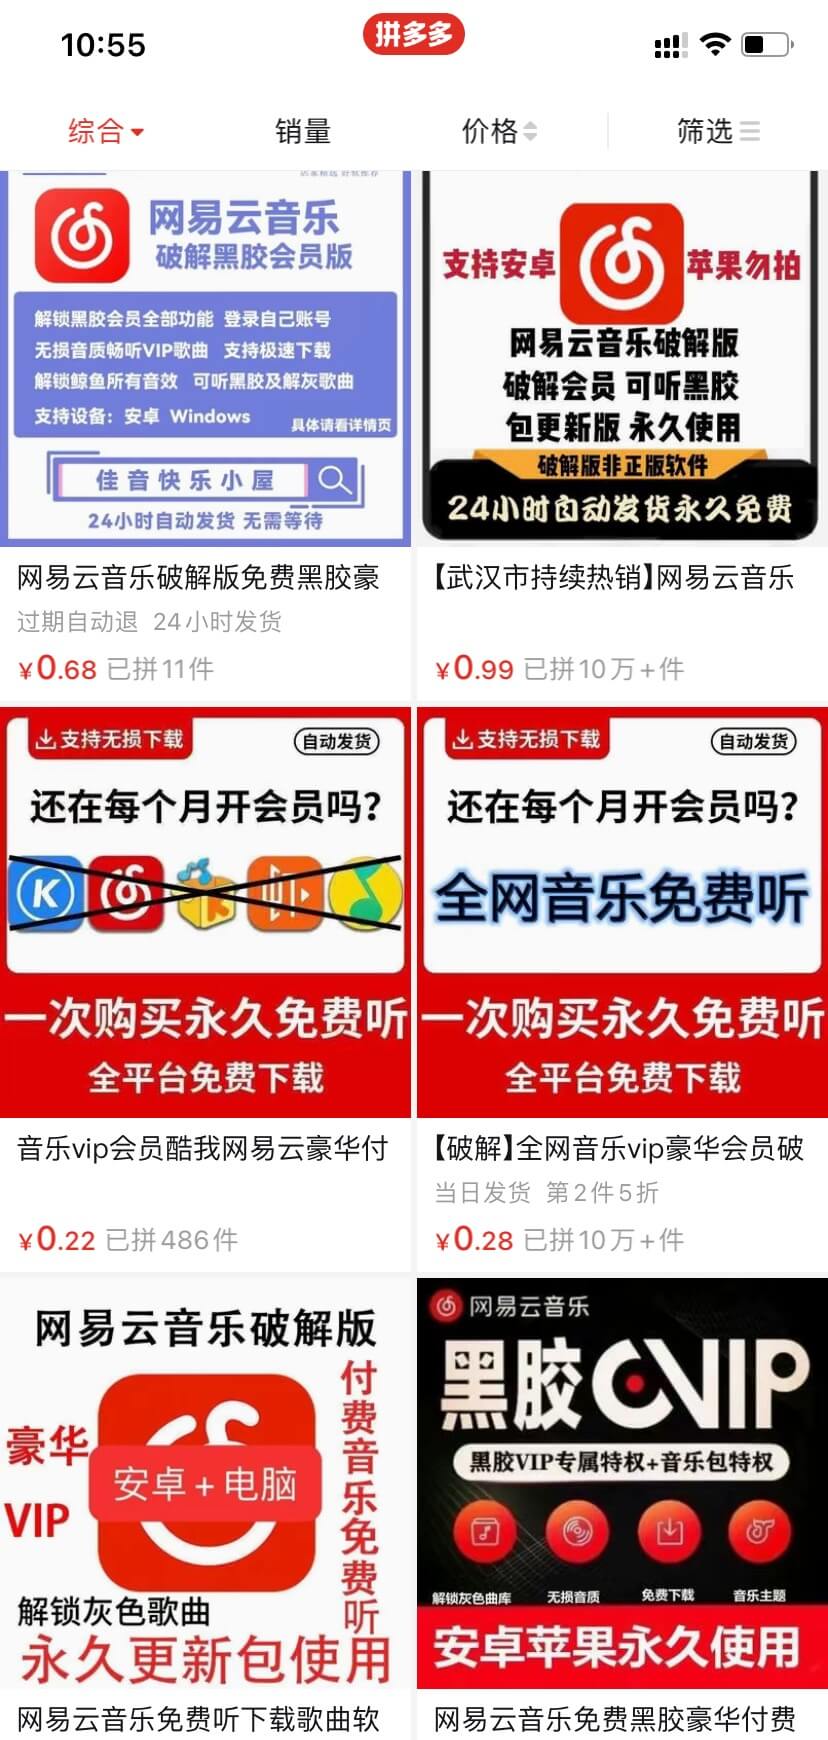 10:55
拼多多
综合
销量
价格
筛选
网易云音乐
破解黑胶会员版
解锁黑胶会员全部功能 登录自己账号
无损音质畅听VIP歌曲 支持极速下载
解锁鲸鱼所有音效 可听黑胶及解灰歌曲
支持设备：安卓 Windows
具体请看详情页
佳音快乐小屋
24小时自动发货 无需等待
网易云音乐破解版免费黑胶豪
过期自动退 24小时发货
¥0.68 已拼11件
支持安卓
苹果勿拍
网易云音乐破解版
破解会员 可听黑胶
包更新版 永久使用
破解版非正版软件
24小时自动发货永久免费
【武汉市持续热销】网易云音乐
¥0.99 已拼10万+件
支持无损下载
自动发货
还在每个月开会员吗?
K
一次购买永久免费听
全平台免费下载
音乐vip会员酷我网易云豪华付
¥0.22 已拼486件
支持无损下载
自动发货
还在每个月开会员吗?
全网音乐免费听
一次购买永久免费听
全平台免费下载
【破解】全网音乐vip豪华会员破
当日发货 第2件5折
¥0.28 已拼10万+件
网易云音乐破解版
豪华
VIP
安卓+电脑
付费音乐免费听
解锁灰色歌曲
永久更新包使用
网易云音乐免费听下载歌曲软
网易云音乐
黑胶VIP
黑胶VIP专属特权+音乐包特权
解锁灰色曲库
无损音质
免费下载
音乐主题
安卓苹果永久使用
网易云音乐免费黑胶豪华付费